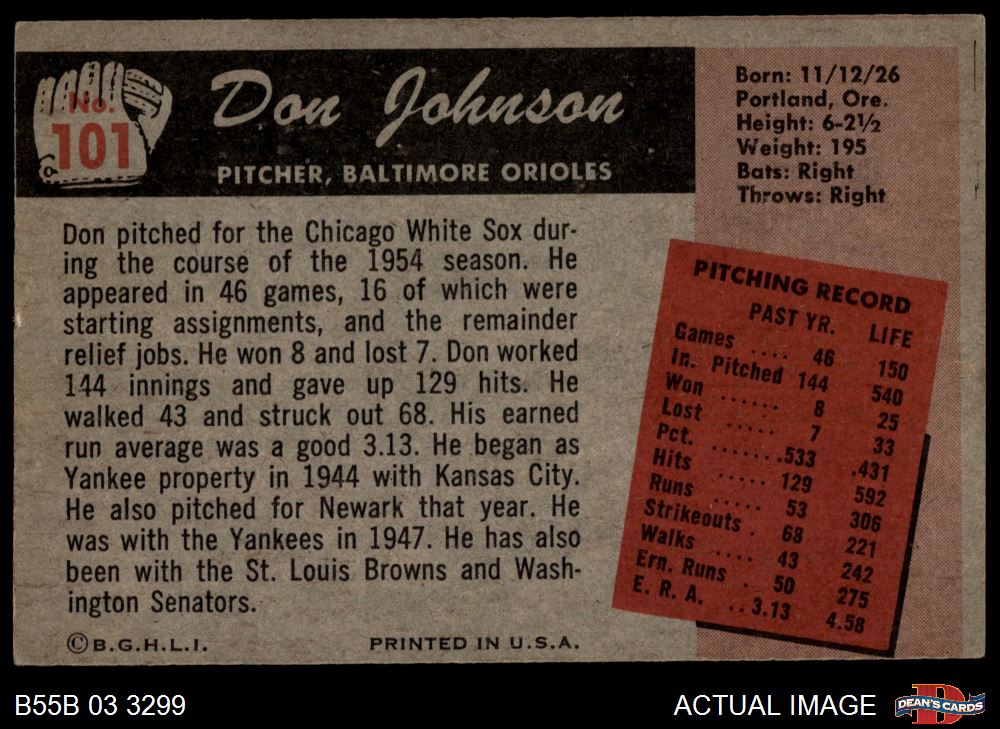 No.
101
Don Johnson
PITCHER, BALTIMORE ORIOLES
Born: 11/12/26
Portland, Ore.
Height: 6-2½
Weight: 195
Bats: Right
Throws: Right
Don pitched for the Chicago White Sox dur-
ing the course of the 1954 season. He
appeared in 46 games, 16 of which were
starting assignments, and the remainder
relief jobs. He won 8 and lost 7. Don worked
144 innings and gave up 129 hits. He
walked 43 and struck out 68. His earned
run average was a good 3.13. He began as
Yankee property in 1944 with Kansas City.
He also pitched for Newark that year. He
was with the Yankees in 1947. He has also
been with the St. Louis Browns and Wash-
ington Senators.
PITCHING RECORD
PAST YR. LIFE
Games .... 46 150
In. Pitched 144 540
Won ...... 8 25
Lost ..... 7 33
Pct. .......533 .431
Hits ..... 129 592
Runs ...... 53 306
Strikeouts . 68 221
Walks .... 43 242
Ern. Runs . 50 275
E. R. A. ..3.13 4.58
©B.G.H.L.I.
PRINTED IN U.S.A.
B55B 03 3299
ACTUAL IMAGE
D
DEAN'S CARDS